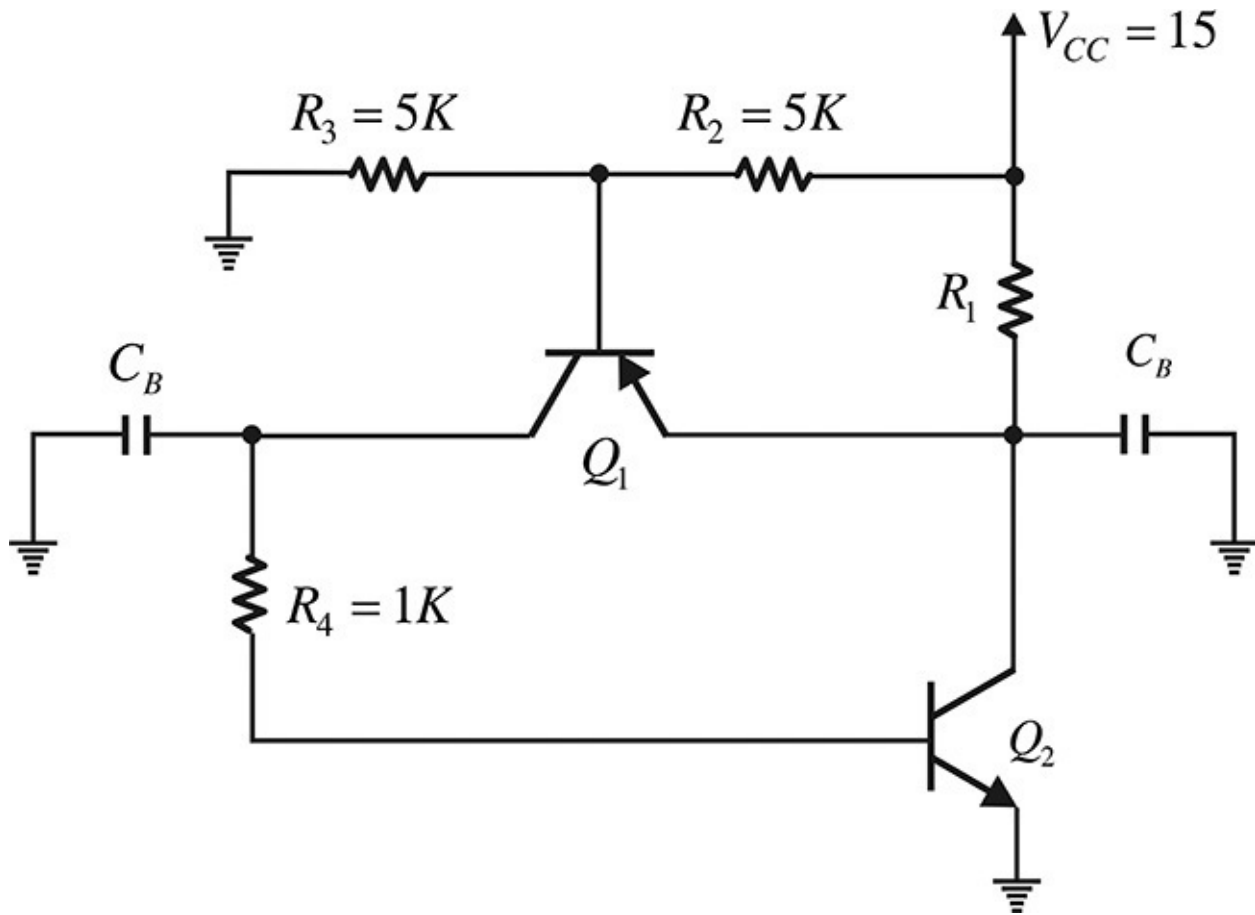 V_CC = 15
R_3 = 5K
R_2 = 5K
R_1
C_B
C_B
Q_1
R_4 = 1K
Q_2